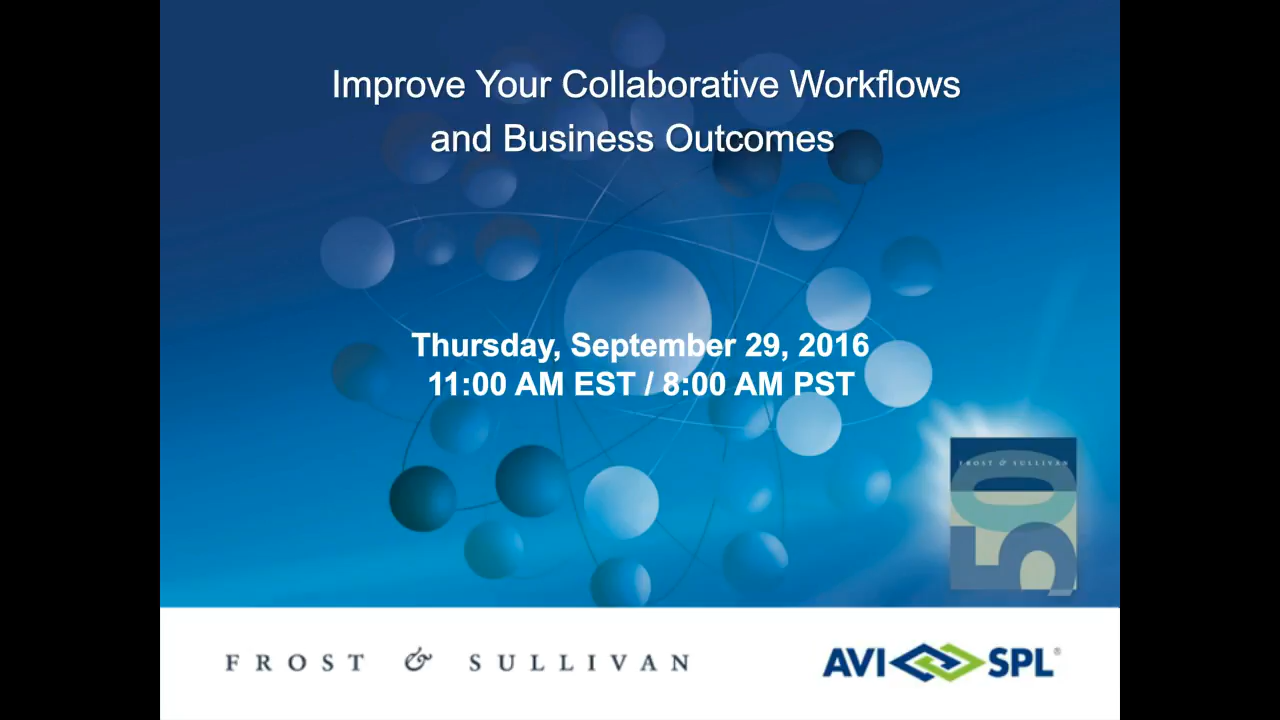 Improve Your Collaborative Workflows
and Business Outcomes
Thursday, September 29, 2016
11:00 AM EST / 8:00 AM PST
FROST & SULLIVAN
50
FROST & SULLIVAN
AVI SPL®